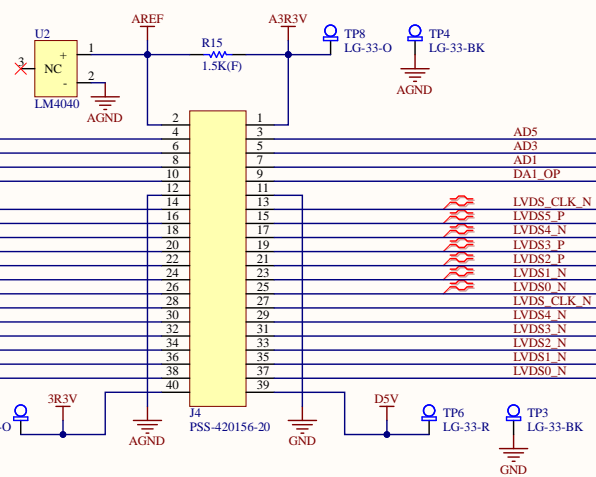 AREF
A3R3V
U2
1
R15
TP8
TP4
3
+
NC
-
1.5K(F)
LG-33-O
LG-33-BK
2
LM4040
AGND
AGND
2
1
4
3
AD5
6
5
AD3
8
7
AD1
10
9
DA1_OP
12
11
14
13
LVDS_CLK_N
16
15
LVDS5_P
18
17
LVDS4_N
20
19
LVDS3_P
22
21
LVDS2_P
24
23
LVDS1_N
26
25
LVDS0_N
28
27
LVDS_CLK_N
30
29
LVDS4_N
32
31
LVDS3_N
34
33
LVDS2_N
36
35
LVDS1_N
38
37
LVDS0_N
40
39
3R3V
J4
D5V
TP6
TP3
-O
PSS-420156-20
LG-33-R
LG-33-BK
AGND
GND
GND